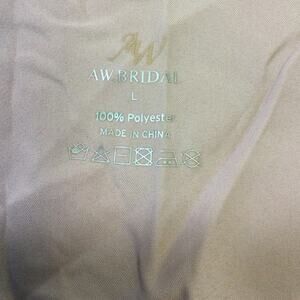 AW
AW BRIDAL
L
100% Polyester
MADE IN CHINA